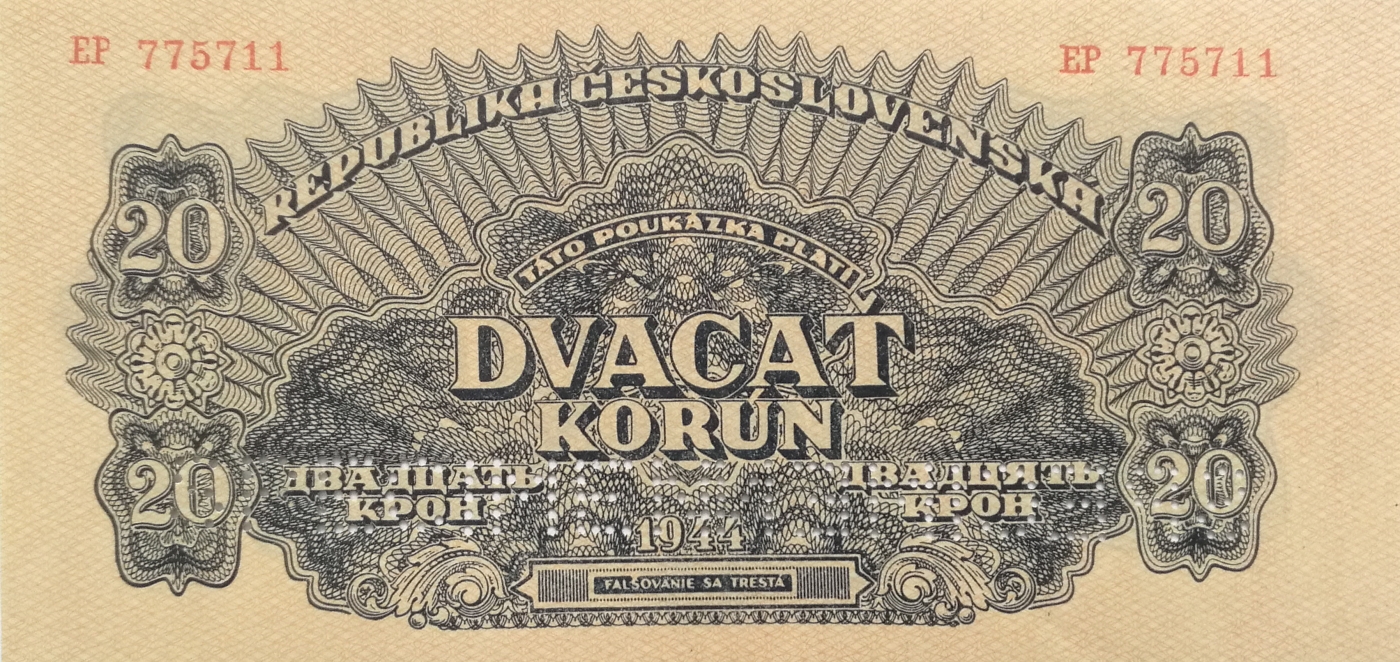 EP 775711
EP 775711
REPUBLIKA ČESKOSLOVENSKA
20
20
TÁTO POUKÁZKA PLATÍ
DVACAŤ
KORÚN
20
ДВАДЦАТЬ
КРОН
ДВАДЦЯТЬ
КРОН
20
1944
FALŠOVANIE SA TRESTÁ